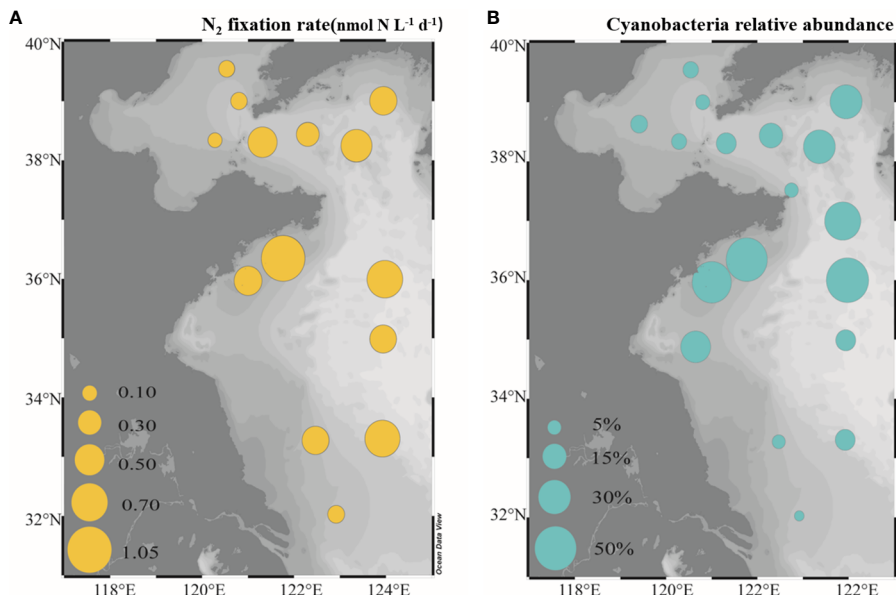 A
N₂ fixation rate(nmol N L⁻¹ d⁻¹)
40°N
38°N
36°N
34°N
32°N
0.10
0.30
0.50
0.70
1.05
118°E 120°E 122°E 124°E
Ocean Data View
B
Cyanobacteria relative abundance
40°N
38°N
36°N
34°N
32°N
5%
15%
30%
50%
118°E 120°E 122°E 122°E